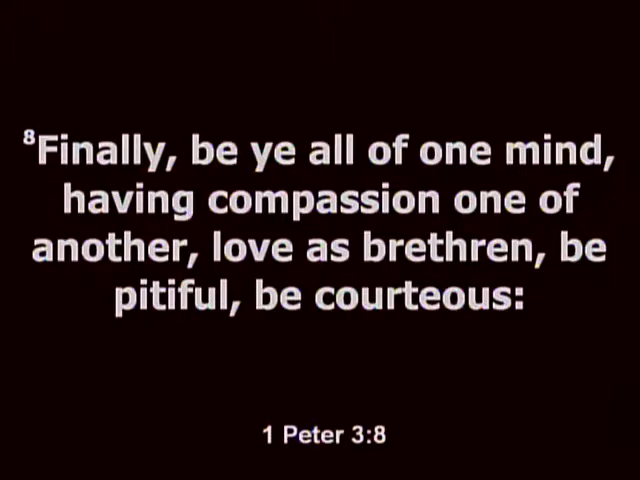 ⁸Finally, be ye all of one mind,
having compassion one of
another, love as brethren, be
pitiful, be courteous:
1 Peter 3:8